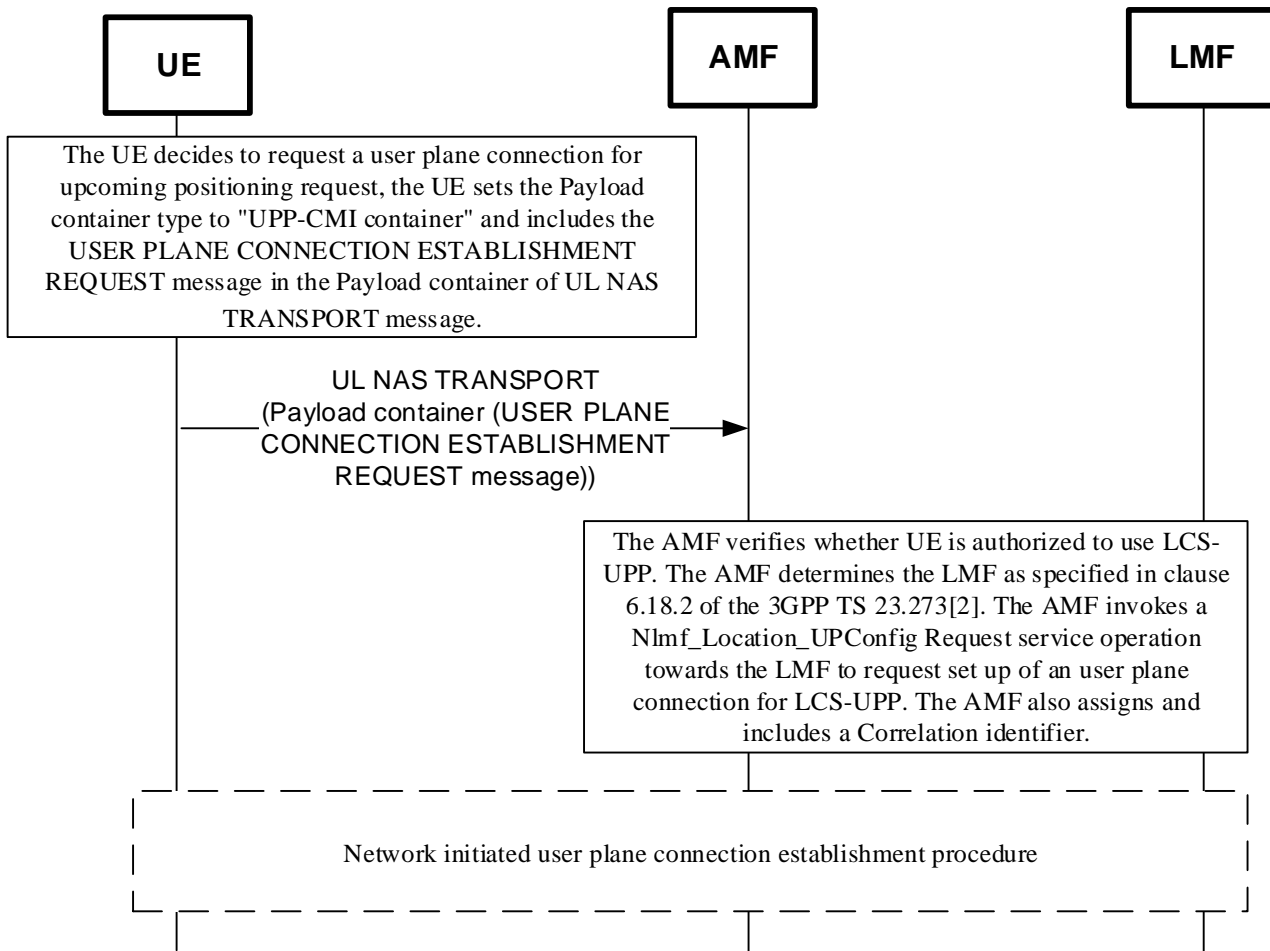 UE
AMF
LMF
The UE decides to request a user plane connection for
upcoming positioning request, the UE sets the Payload
container type to "UPP-CMI container" and includes the
USER PLANE CONNECTION ESTABLISHMENT
REQUEST message in the Payload container of UL NAS
TRANSPORT message.
UL NAS TRANSPORT
(Payload container (USER PLANE
CONNECTION ESTABLISHMENT
REQUEST message))
The AMF verifies whether UE is authorized to use LCS-
UPP. The AMF determines the LMF as specified in clause
6.18.2 of the 3GPP TS 23.273[2]. The AMF invokes a
Nlmf_Location_UPConfig Request service operation
towards the LMF to request set up of an user plane
connection for LCS-UPP. The AMF also assigns and
includes a Correlation identifier.
Network initiated user plane connection establishment procedure